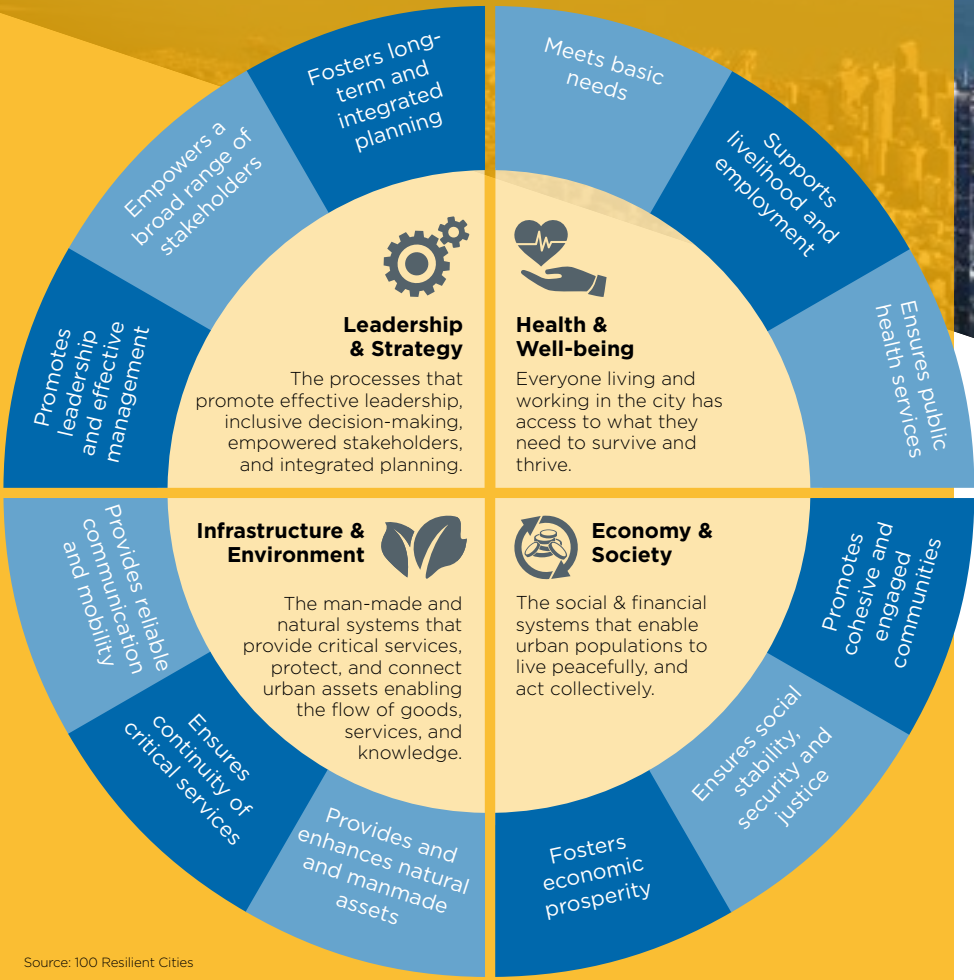 Fosters long-
term and
integrated
planning
Empowers a
broad range of
stakeholders
Promotes
leadership
and effective
management
Leadership
& Strategy
The processes that
promote effective leadership,
inclusive decision-making,
empowered stakeholders,
and integrated planning.
Meets basic
needs
Supports
livelihood and
employment
Ensures public
health services
Health &
Well-being
Everyone living and
working in the city has
access to what they
need to survive and
thrive.
Provides reliable
communication
and mobility
Ensures
continuity of
critical services
Provides and
enhances natural
and manmade
assets
Infrastructure &
Environment
The man-made and
natural systems that
provide critical services,
protect, and connect
urban assets enabling
the flow of goods,
services, and
knowledge.
Economy &
Society
The social & financial
systems that enable
urban populations to
live peacefully, and
act collectively.
Promotes
cohesive and
engaged
communities
Ensures social
stability,
security and
justice
Fosters
economic
prosperity
Source: 100 Resilient Cities